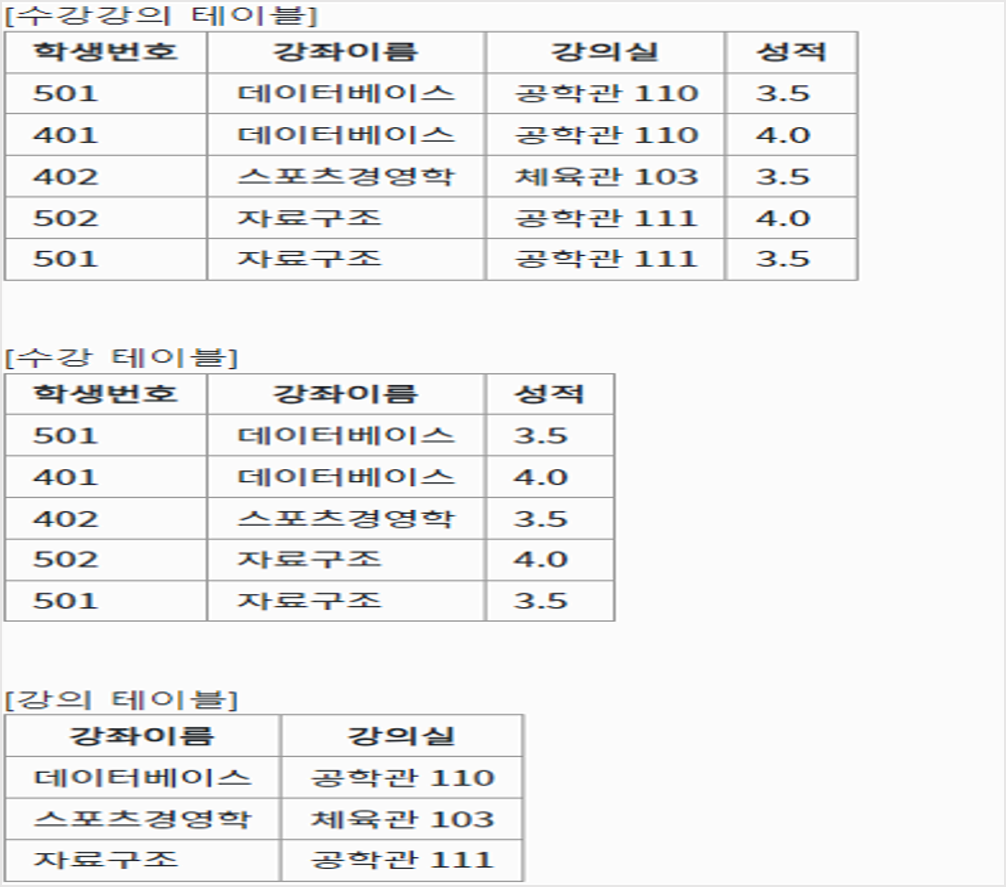 [수강강의 테이블]
학생번호 강좌이름 강의실 성적
501 데이터베이스 공학관 110 3.5
401 데이터베이스 공학관 110 4.0
402 스포츠경영학 체육관 103 3.5
502 자료구조 공학관 111 4.0
501 자료구조 공학관 111 3.5
[수강 테이블]
학생번호 강좌이름 성적
501 데이터베이스 3.5
401 데이터베이스 4.0
402 스포츠경영학 3.5
502 자료구조 4.0
501 자료구조 3.5
[강의 테이블]
강좌이름 강의실
데이터베이스 공학관 110
스포츠경영학 체육관 103
자료구조 공학관 111